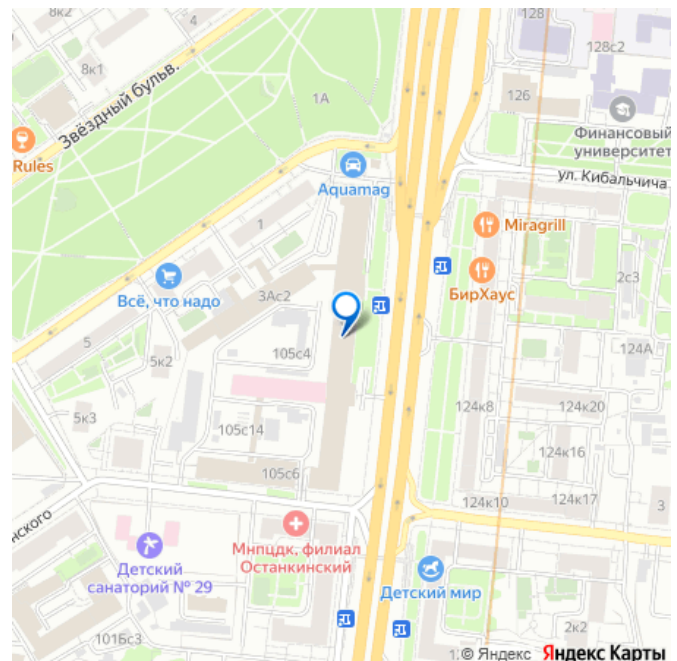 8к2
128
128с2
8к1
Звёздный бульв.
1А
126
Финансовый
университет
Rules
Aquamag
ул. Кибальчича
1
Miragrill
2с3
БирХаус
Всё, что надо
3Ас2
5
5к2
105с4
124А
5к3
124к8
124к20
105с14
124к16
105с6
124к10
124к17
3
нского
Мнпцдк, филиал
Останкинский
Детский
санаторий № 29
Детский мир
101Бс3
2к2
© Яндекс Яндекс Карты